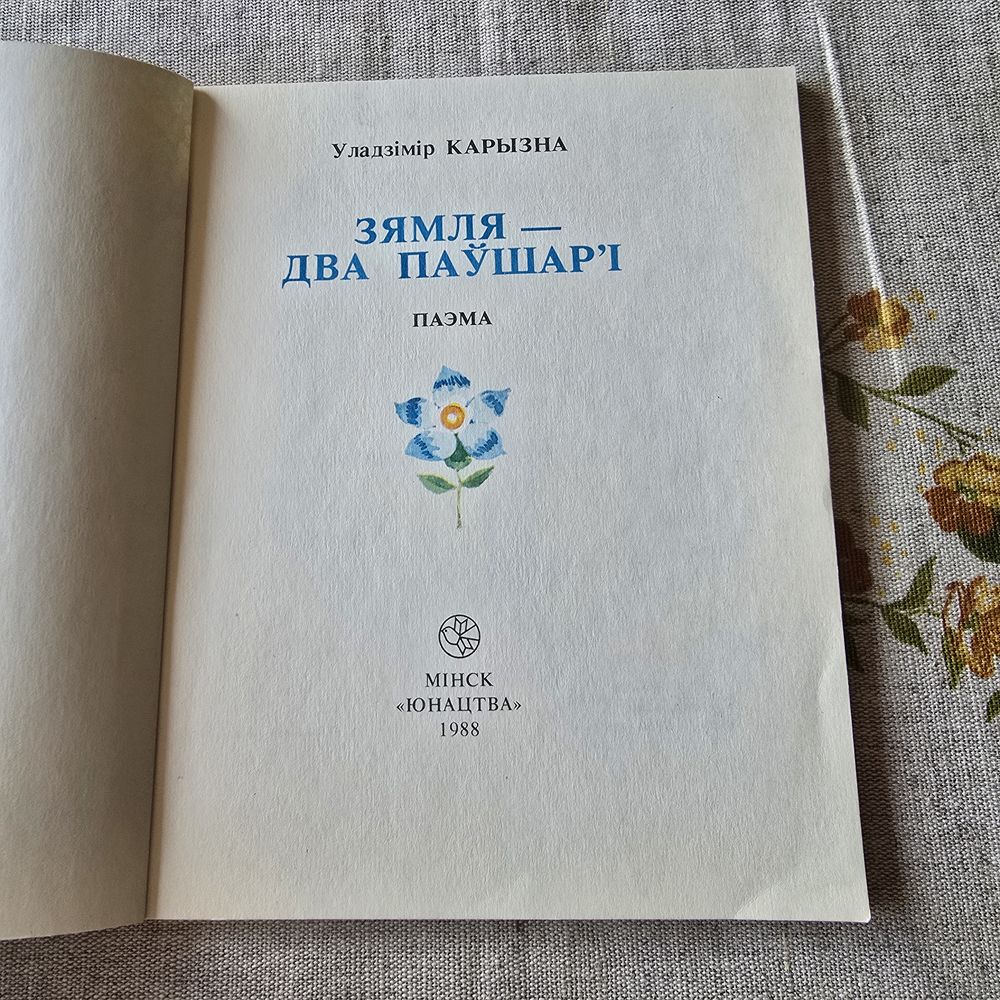 Уладзімір КАРЫЗНА
ЗЯМЛЯ —
ДВА ПАЎШАР’І
ПАЭМА
МІНСК
«ЮНАЦТВА»
1988